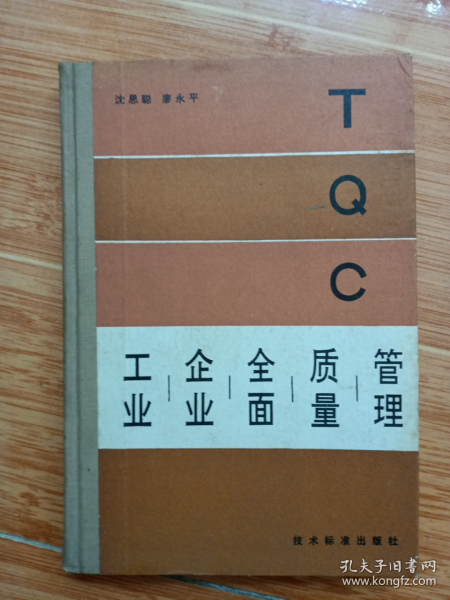 沈思聪 廖永平
T
Q
C
工业|企业|全面|质量|管理
技术标准出版社
孔夫子旧书网
www.kongfz.com